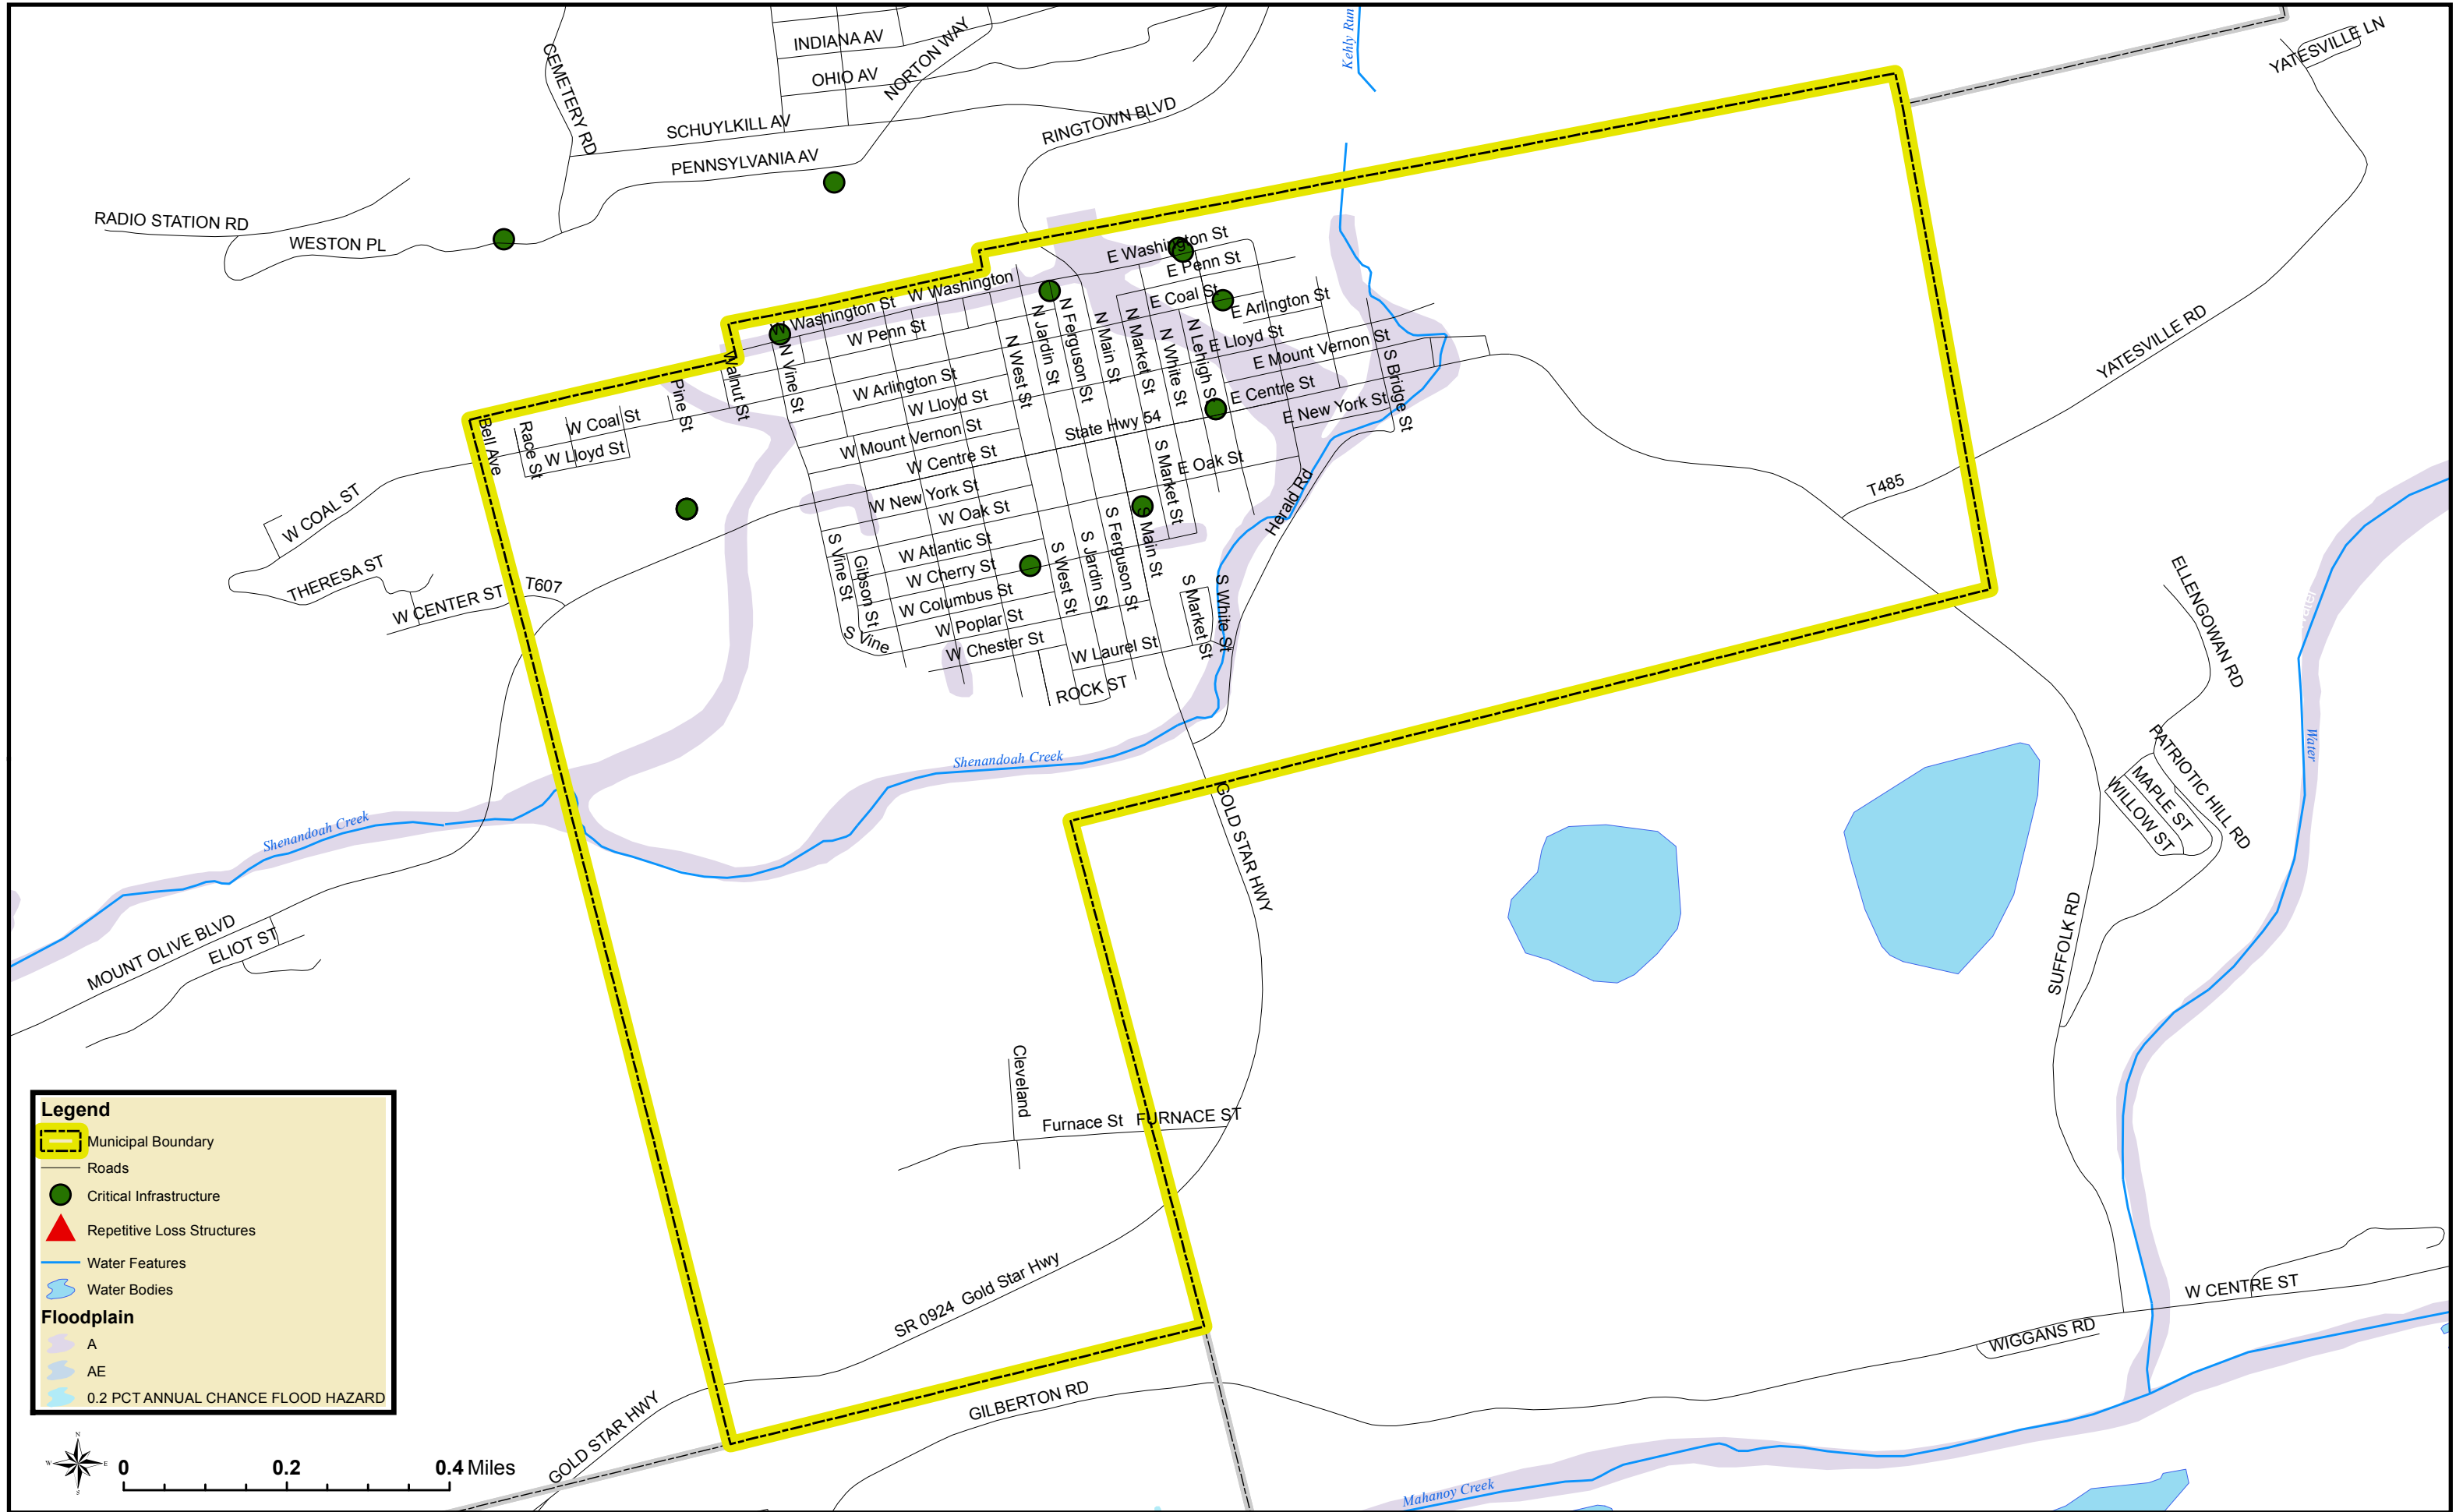 INDIANA AV
OHIO AV
NORTON WAY
CEMETERY RD
SCHUYLKILL AV
PENNSYLVANIA AV
RINGTOWN BLVD
Kehly Run
YATESVILLE LN
RADIO STATION RD
WESTON PL
E Washington St
E Penn St
W Washington St
W Washington
W Penn St
E Coal St
E Arlington St
E Lloyd St
E Mount Vernon St
E Centre St
E New York St
S Bridge St
N Jardin St
N Ferguson St
N Main St
N Market St
N White St
N Lehigh St
N West St
N Vine St
Walnut St
Pine St
W Arlington St
W Lloyd St
W Mount Vernon St
W Centre St
State Hwy 54
W Coal St
W Lloyd St
Race St
Bell Ave
W New York St
W Oak St
E Oak St
S Market St
Herald Rd
W Atlantic St
W Cherry St
W Columbus St
W Poplar St
W Chester St
W Laurel St
ROCK ST
S Vine St
Gibson St
S Vine
S West St
S Jardin St
S Ferguson St
S Main St
S Market St
S White St
YATESVILLE RD
T485
W COAL ST
THERESA ST
W CENTER ST
T607
ELLENGOWAN RD
PATRIOTIC HILL RD
MAPLE ST
WILLOW ST
Water
Water
Shenandoah Creek
Shenandoah Creek
GOLD STAR HWY
MOUNT OLIVE BLVD
ELIOT ST
SUFFOLK RD
Cleveland
Furnace St
FURNACE ST
SR 0924 Gold Star Hwy
GOLD STAR HWY
GILBERTON RD
W CENTRE ST
WIGGANS RD
Mahanoy Creek
Legend
Municipal Boundary
Roads
Critical Infrastructure
Repetitive Loss Structures
Water Features
Water Bodies
Floodplain
A
AE
0.2 PCT ANNUAL CHANCE FLOOD HAZARD
N
W
E
S
0 0.2 0.4 Miles